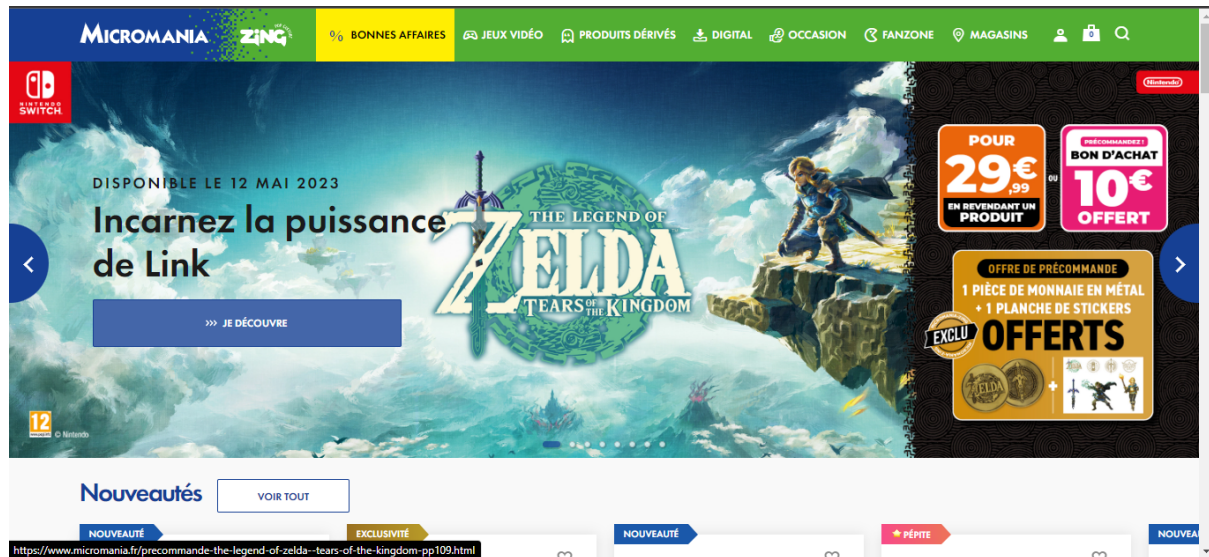 MICROMANIA ZiNG
% BONNES AFFAIRES
JEUX VIDÉO
PRODUITS DÉRIVÉS
DIGITAL
OCCASION
FANZONE
MAGASINS
0
NINTENDO
SWITCH
Nintendo
DISPONIBLE LE 12 MAI 2023
Incarnez la puissance
de Link
>>> JE DÉCOUVRE
THE LEGEND OF
ZELDA
TEARS OF THE KINGDOM
POUR
29€,99
EN REVENDANT UN
PRODUIT
OU
PRÉCOMMANDEZ !
BON D'ACHAT
10€
OFFERT
OFFRE DE PRÉCOMMANDE
1 PIÈCE DE MONNAIE EN MÉTAL
+ 1 PLANCHE DE STICKERS
EXCLU
OFFERTS
ZELDA
+
12
© Nintendo
Nouveautés
VOIR TOUT
NOUVEAUTÉ
EXCLUSIVITÉ
NOUVEAUTÉ
PÉPITE
NOUVEA
https://www.micromania.fr/precommande-the-legend-of-zelda--tears-of-the-kingdom-pp109.html